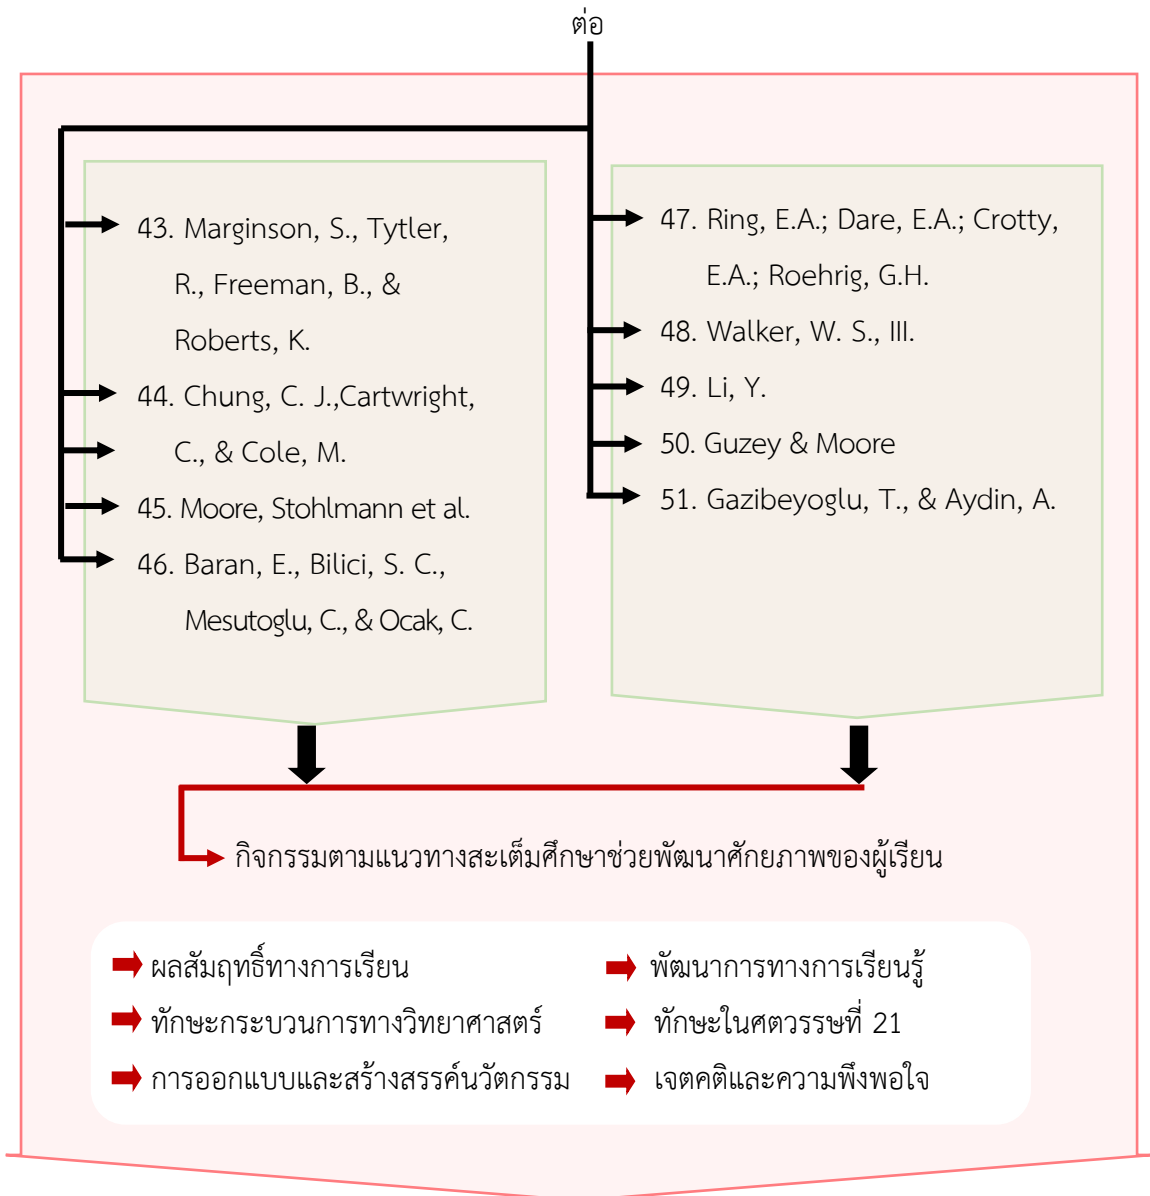 ต่อ
43. Marginson, S., Tytler,
R., Freeman, B., &
Roberts, K.
44. Chung, C. J.,Cartwright,
C., & Cole, M.
45. Moore, Stohlmann et al.
46. Baran, E., Bilici, S. C.,
Mesutoglu, C., & Ocak, C.
47. Ring, E.A.; Dare, E.A.; Crotty,
E.A.; Roehrig, G.H.
48. Walker, W. S., III.
49. Li, Y.
50. Guzey & Moore
51. Gazibeyoglu, T., & Aydin, A.
กิจกรรมตามแนวทางสะเต็มศึกษาช่วยพัฒนาศักยภาพของผู้เรียน
ผลสัมฤทธิ์ทางการเรียน
ทักษะกระบวนการทางวิทยาศาสตร์
การออกแบบและสร้างสรรค์นวัตกรรม
พัฒนาการทางการเรียนรู้
ทักษะในศตวรรษที่ 21
เจตคติและความพึงพอใจ